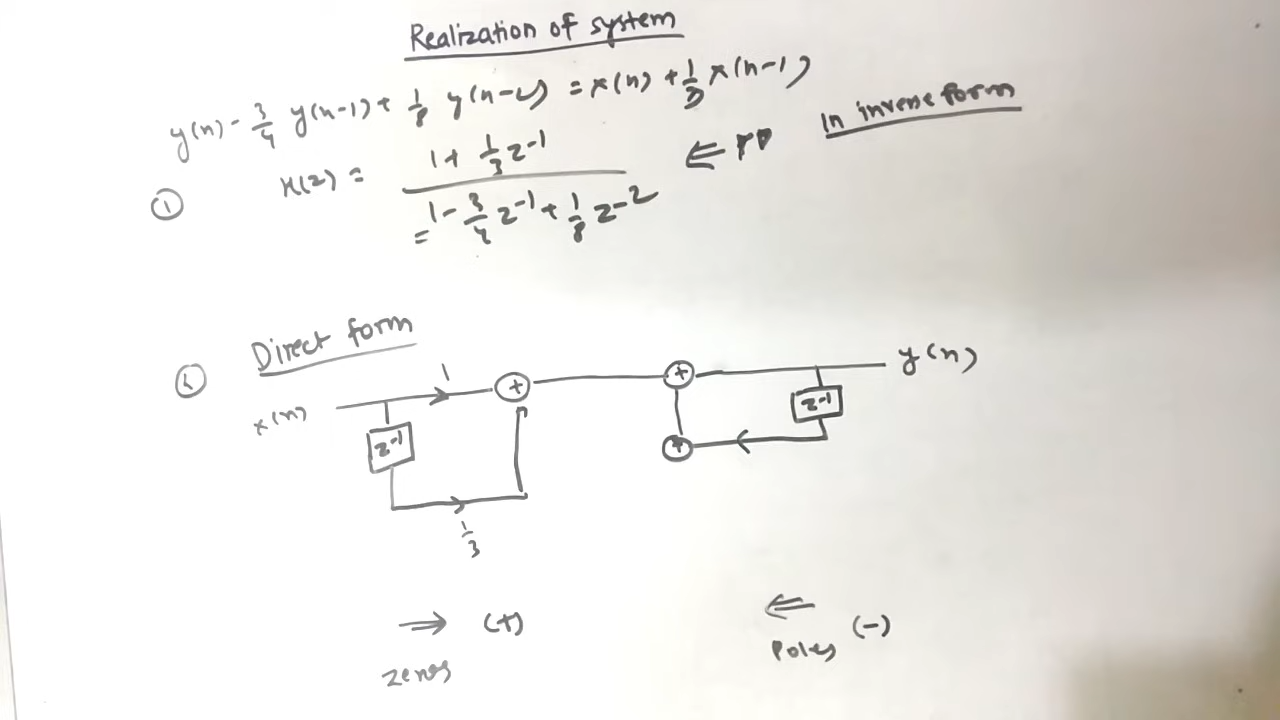 Realization of system
y(n) - 3/4 y(n-1) + 1/8 y(n-2) = x(n) + 1/3 x(n-1)
In inverse form
① H(z) = 1 + 1/3 z⁻¹
= 1 - 3/4 z⁻¹ + 1/8 z⁻² ⇐
Direct form
x(n) 1 + + y(n)
z⁻¹ z⁻¹
+
1/3
⇒ (+) ⇐ (-)
zeros poles